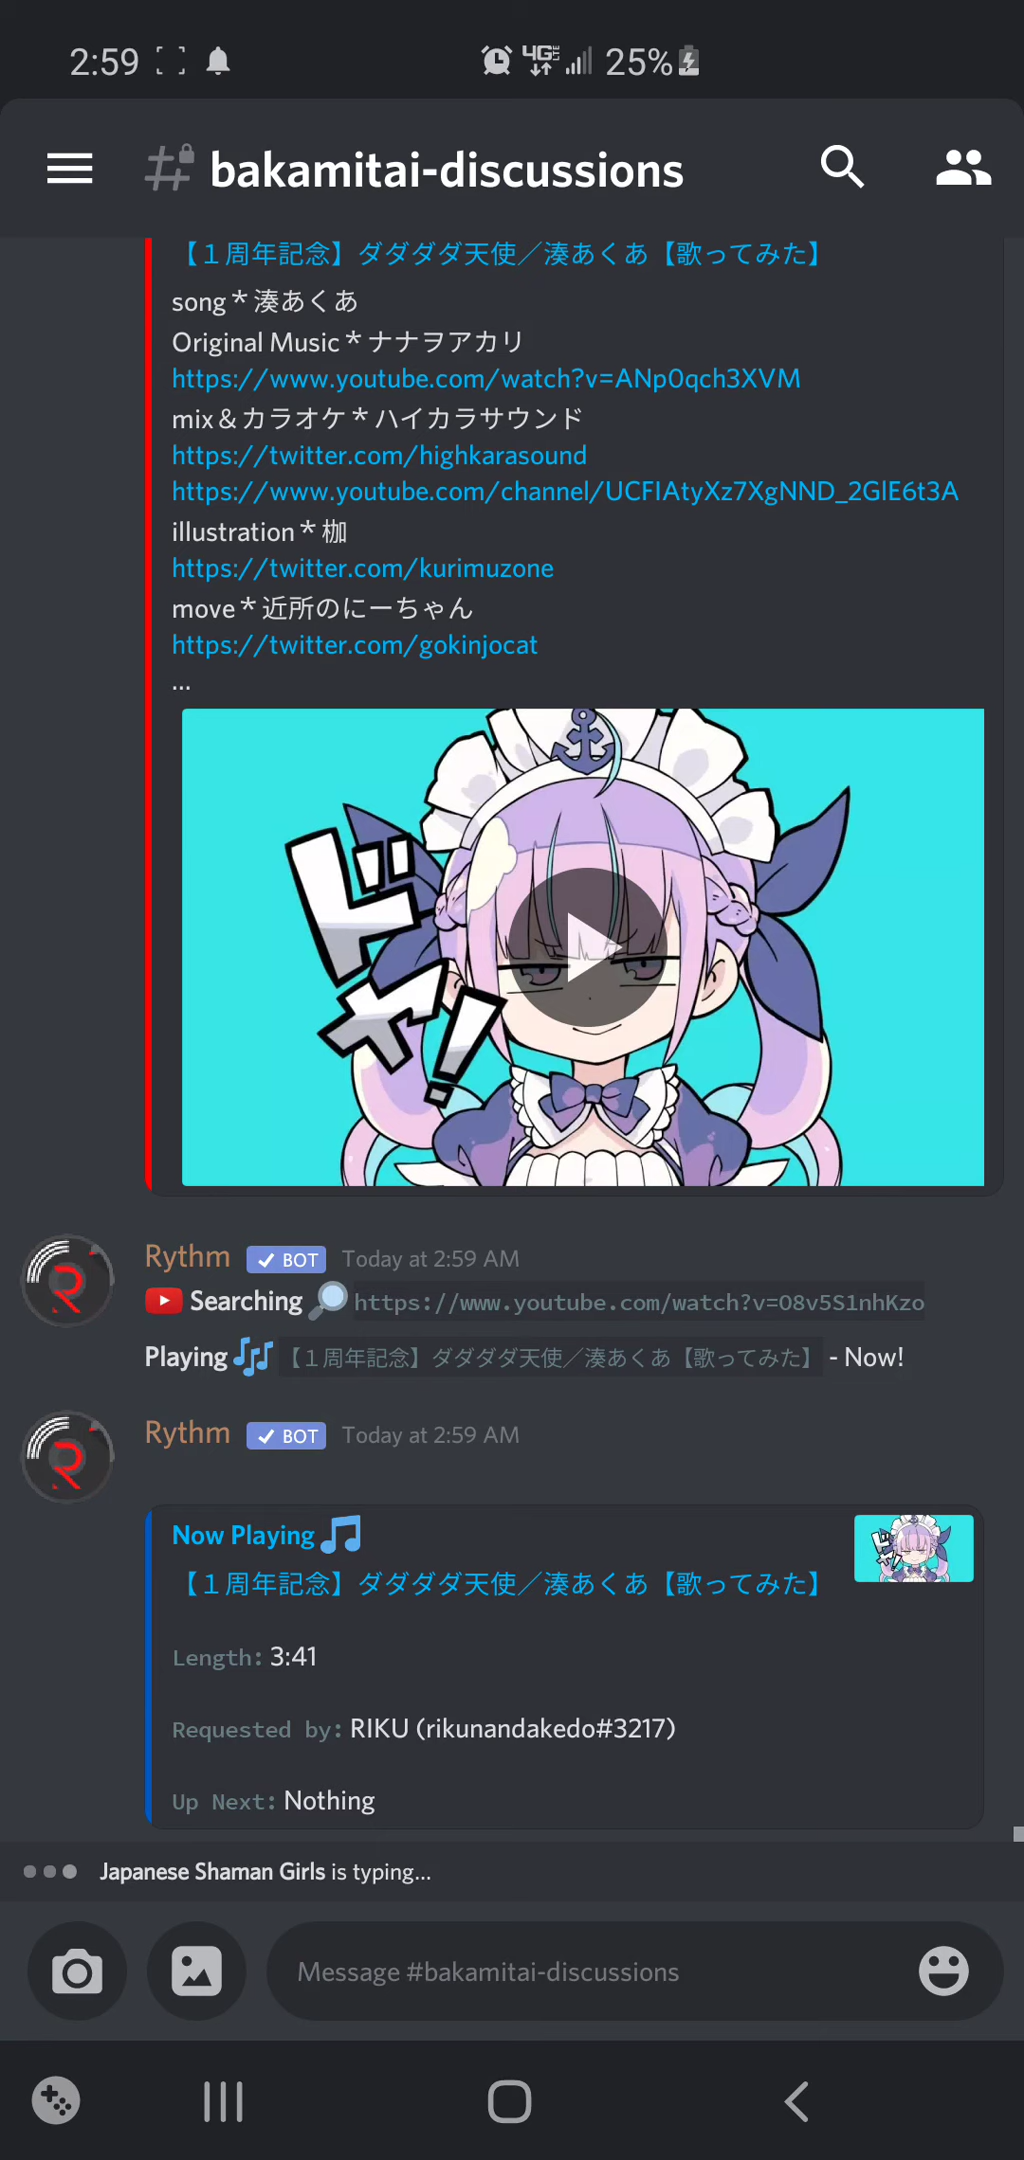 2:59
4G LTE 25%
bakamitai-discussions
【１周年記念】ダダダダ天使／湊あくあ【歌ってみた】
song＊湊あくあ
Original Music＊ナナヲアカリ
https://www.youtube.com/watch?v=ANp0qch3XVM
mix＆カラオケ＊ハイカラサウンド
https://twitter.com/highkarasound
https://www.youtube.com/channel/UCFIAtyXz7XgNND_2GlE6t3A
illustration＊枷
https://twitter.com/kurimuzone
move＊近所のにーちゃん
https://twitter.com/gokinjocat
...
ドヤ!
Rythm BOT Today at 2:59 AM
Searching https://www.youtube.com/watch?v=O8v5S1nhKzo
Playing 【１周年記念】ダダダダ天使／湊あくあ【歌ってみた】 - Now!
Rythm BOT Today at 2:59 AM
Now Playing
【１周年記念】ダダダダ天使／湊あくあ【歌ってみた】
Length: 3:41
Requested by: RIKU (rikunandakedo#3217)
Up Next: Nothing
Japanese Shaman Girls is typing...
Message #bakamitai-discussions